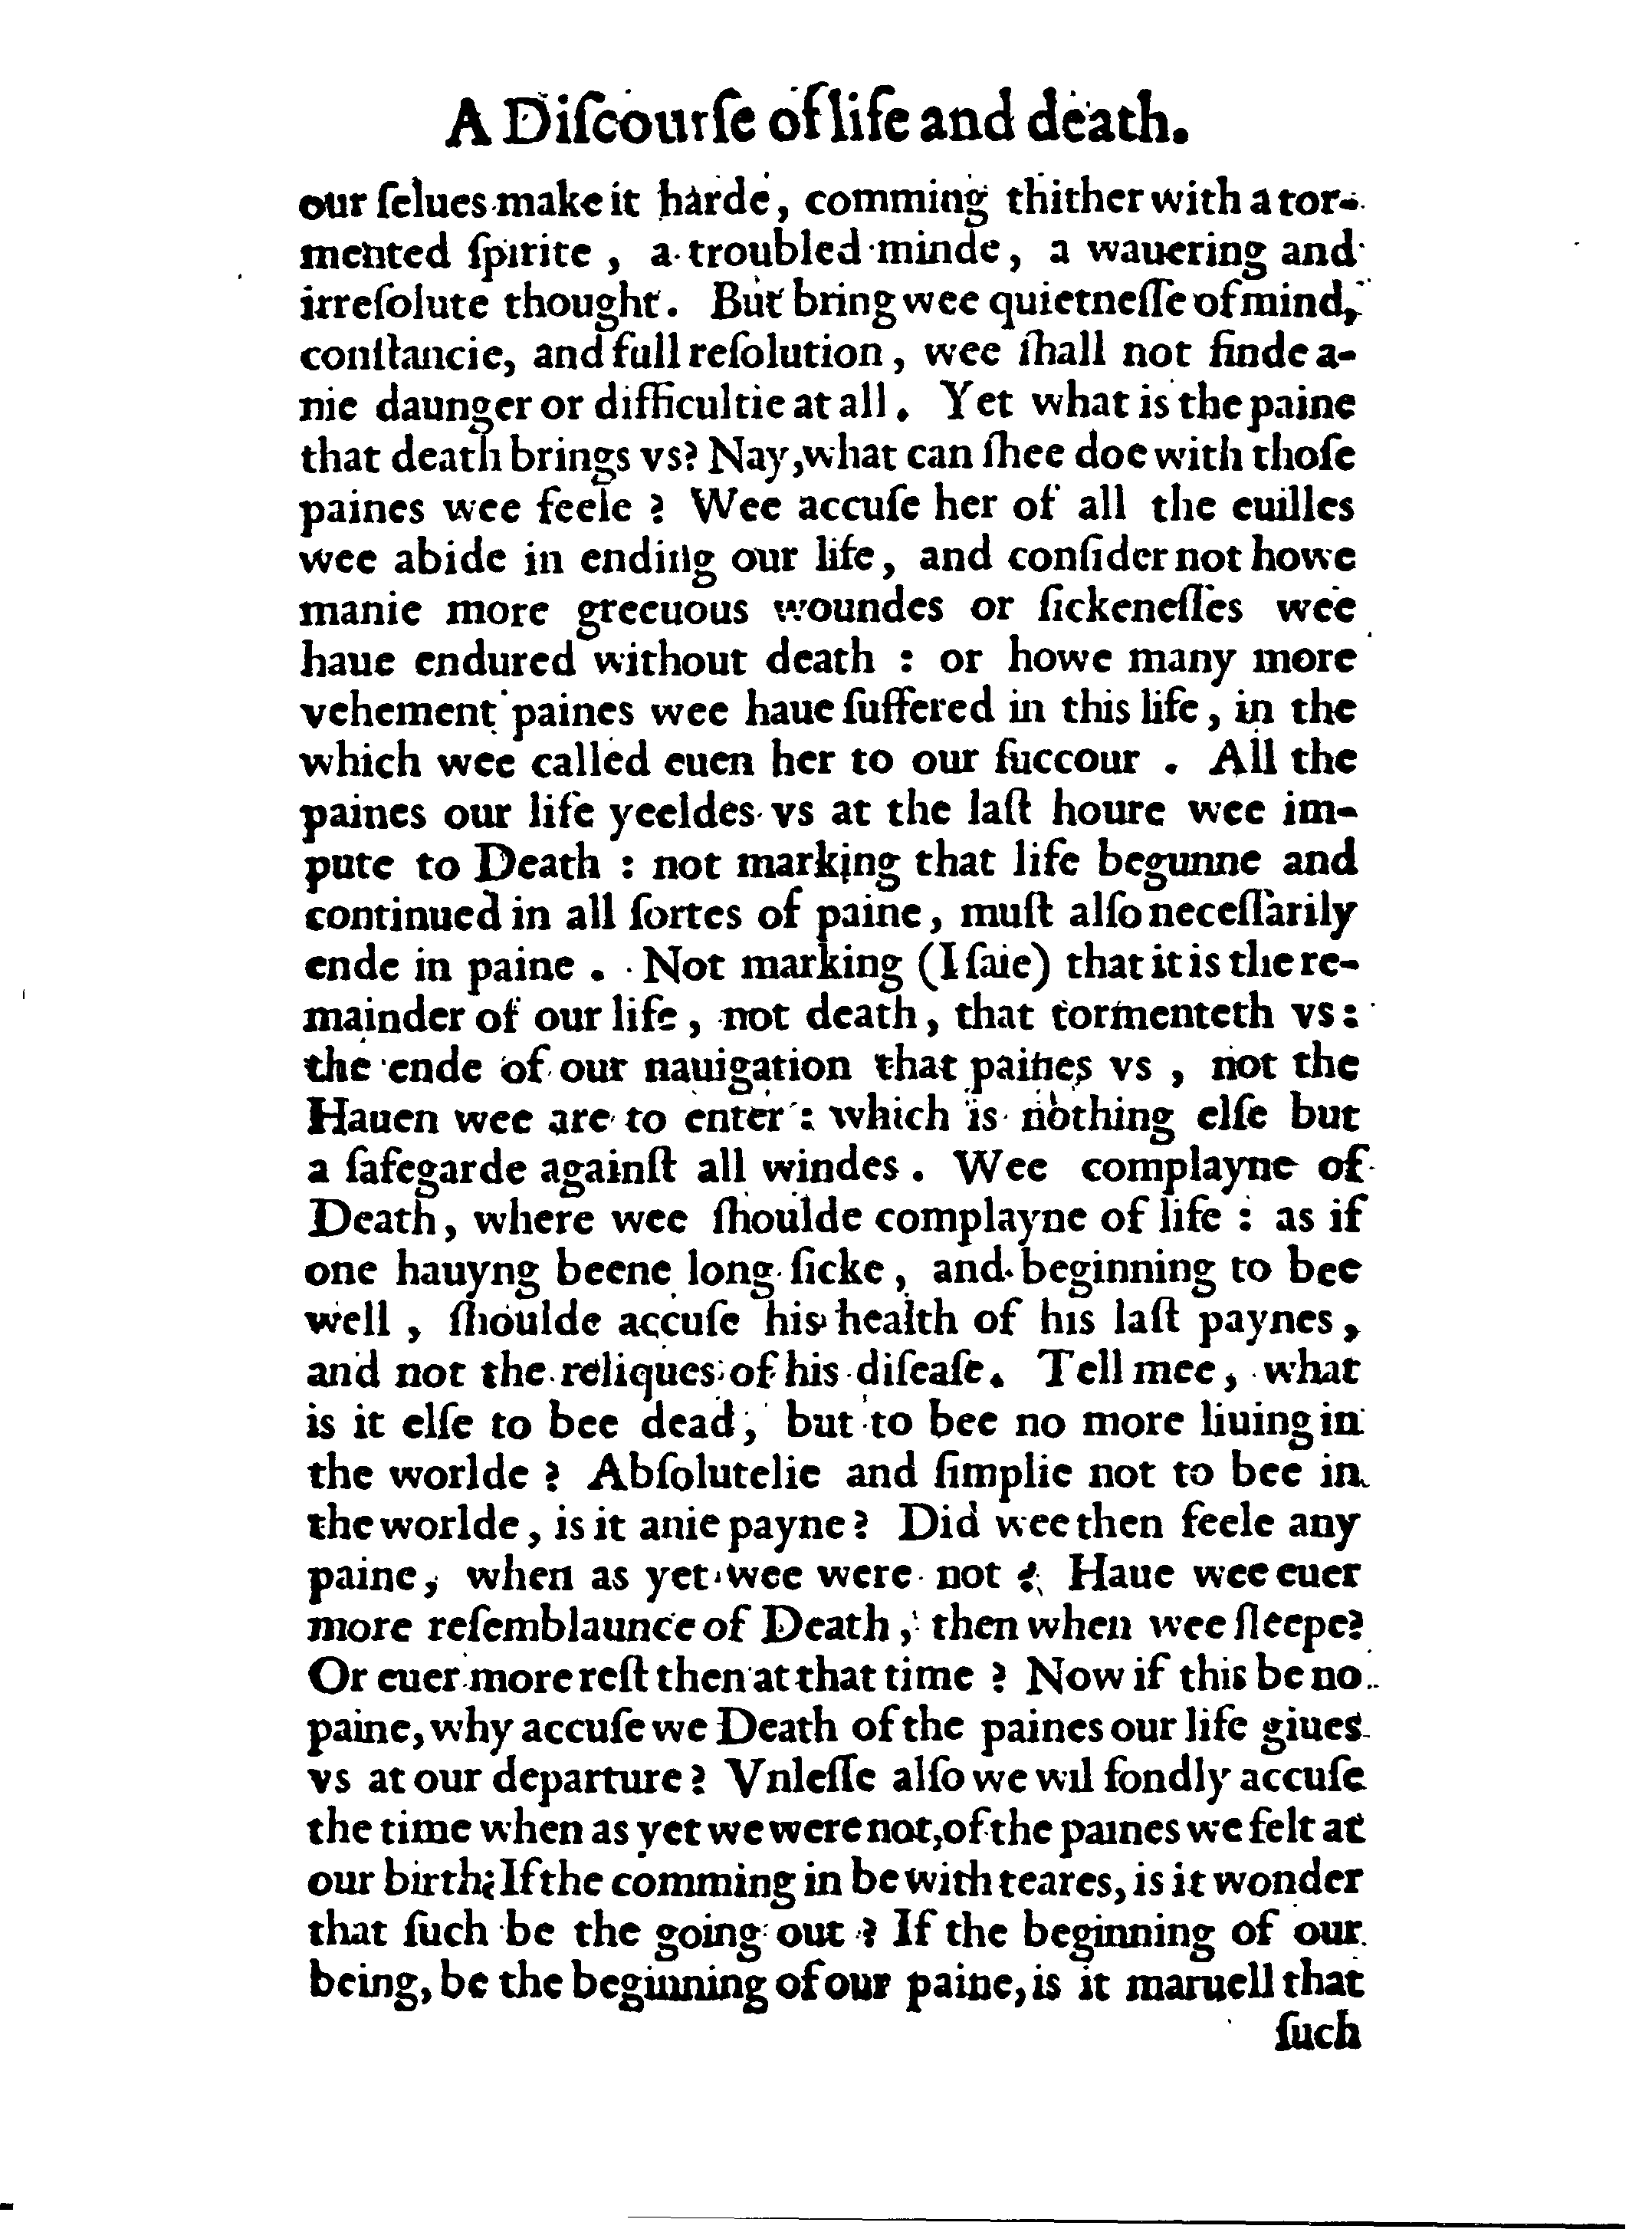 A Diſcourſe of life and death.
our ſelues make it harde, comming thither with a tor-
mented ſpirite, a troubled minde, a wauering and
irreſolute thought. But bring wee quietneſſe of mind,
conſtancie, and full reſolution, wee ſhall not finde a-
nie daunger or difficultie at all. Yet what is the paine
that death brings vs? Nay, what can ſhee doe with thoſe
paines wee feele? Wee accuſe her of all the euilles
wee abide in ending our life, and conſider not howe
manie more greeuous woundes or ſickeneſſes wee
haue endured without death: or howe many more
vehement paines wee haue ſuffered in this life, in the
which wee called euen her to our ſuccour. All the
paines our life yeeldes vs at the laſt houre wee im-
pute to Death: not marking that life begunne and
continued in all ſortes of paine, muſt alſo neceſſarily
ende in paine. Not marking (I ſaie) that it is the re-
mainder of our life, not death, that tormenteth vs:
the ende of our nauigation that paines vs, not the
Hauen wee are to enter: which is nothing elſe but
a ſafegarde againſt all windes. Wee complayne of
Death, where wee ſhoulde complayne of life: as if
one hauyng beene long ſicke, and beginning to bee
well, ſhoulde accuſe his health of his laſt paynes,
and not the reliques of his diſeaſe. Tell mee, what
is it elſe to bee dead, but to bee no more liuing in
the worlde? Abſolutelie and ſimplie not to bee in
the worlde, is it anie payne? Did wee then feele any
paine, when as yet wee were not? Haue wee euer
more reſemblaunce of Death, then when wee ſleepe?
Or euer more reſt then at that time? Now if this be no
paine, why accuſe we Death of the paines our life giues
vs at our departure? Vnleſſe alſo we wil fondly accuſe
the time when as yet we were not, of the paines we felt at
our birth? If the comming in be with teares, is it wonder
that ſuch be the going out? If the beginning of our
being, be the beginning of our paine, is it maruell that
ſuch